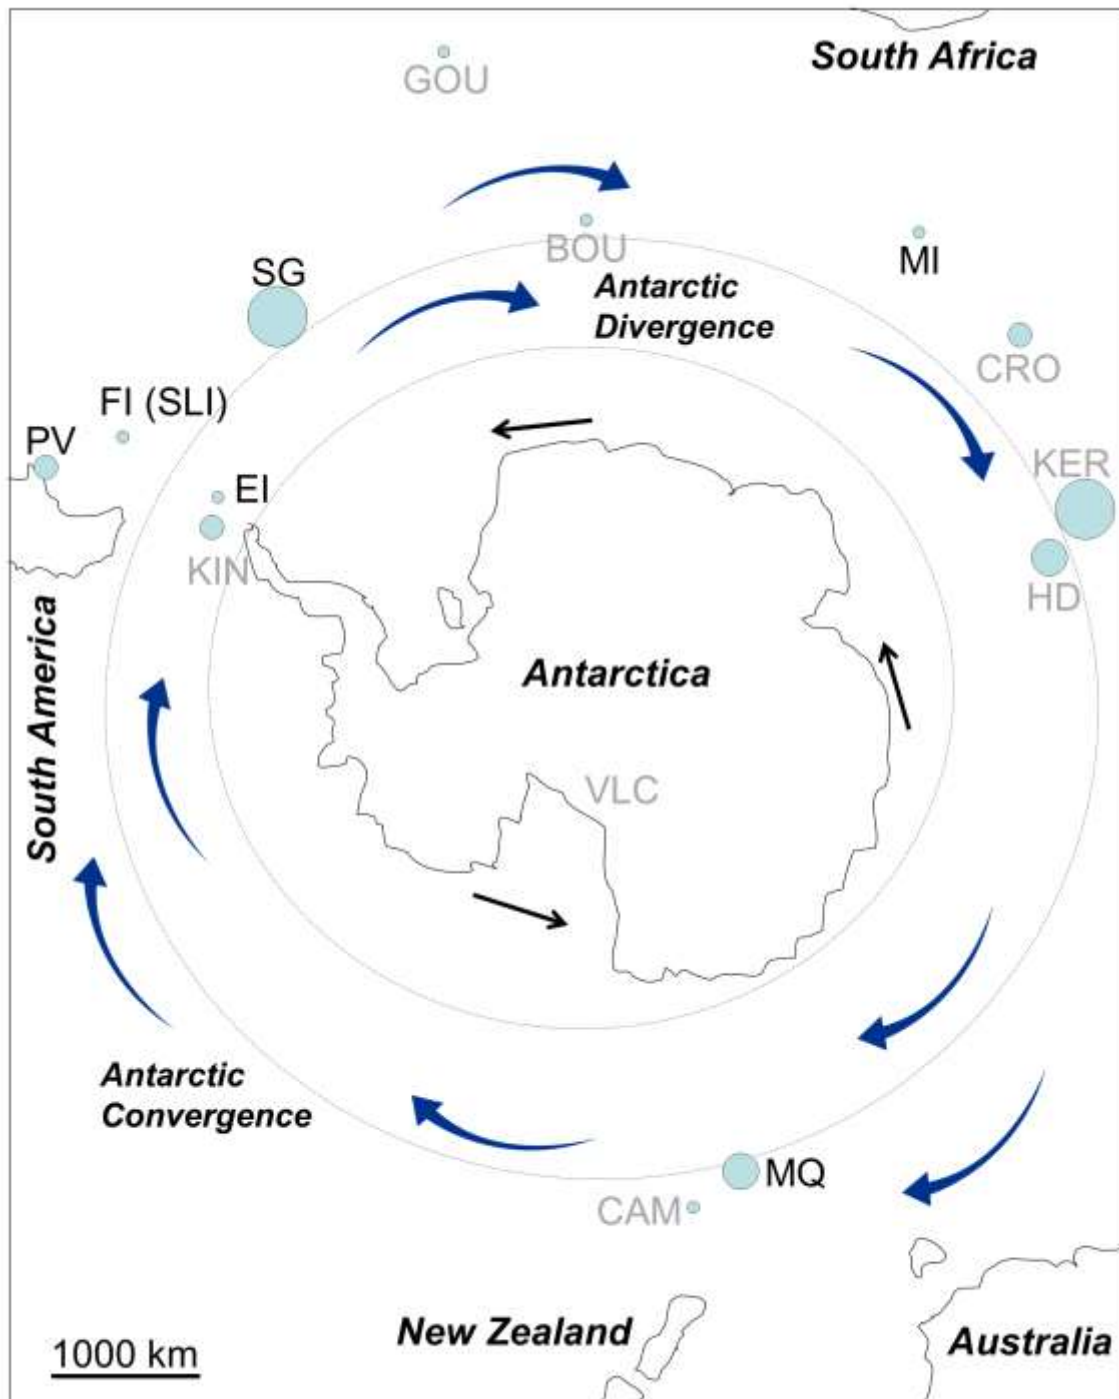 South Africa
GOU
BOU
MI
SG
Antarctic
Divergence
CRO
FI (SLI)
PV
KER
EI
KIN
HD
South America
Antarctica
VLC
Antarctic
Convergence
MQ
CAM
New Zealand
Australia
1000 km